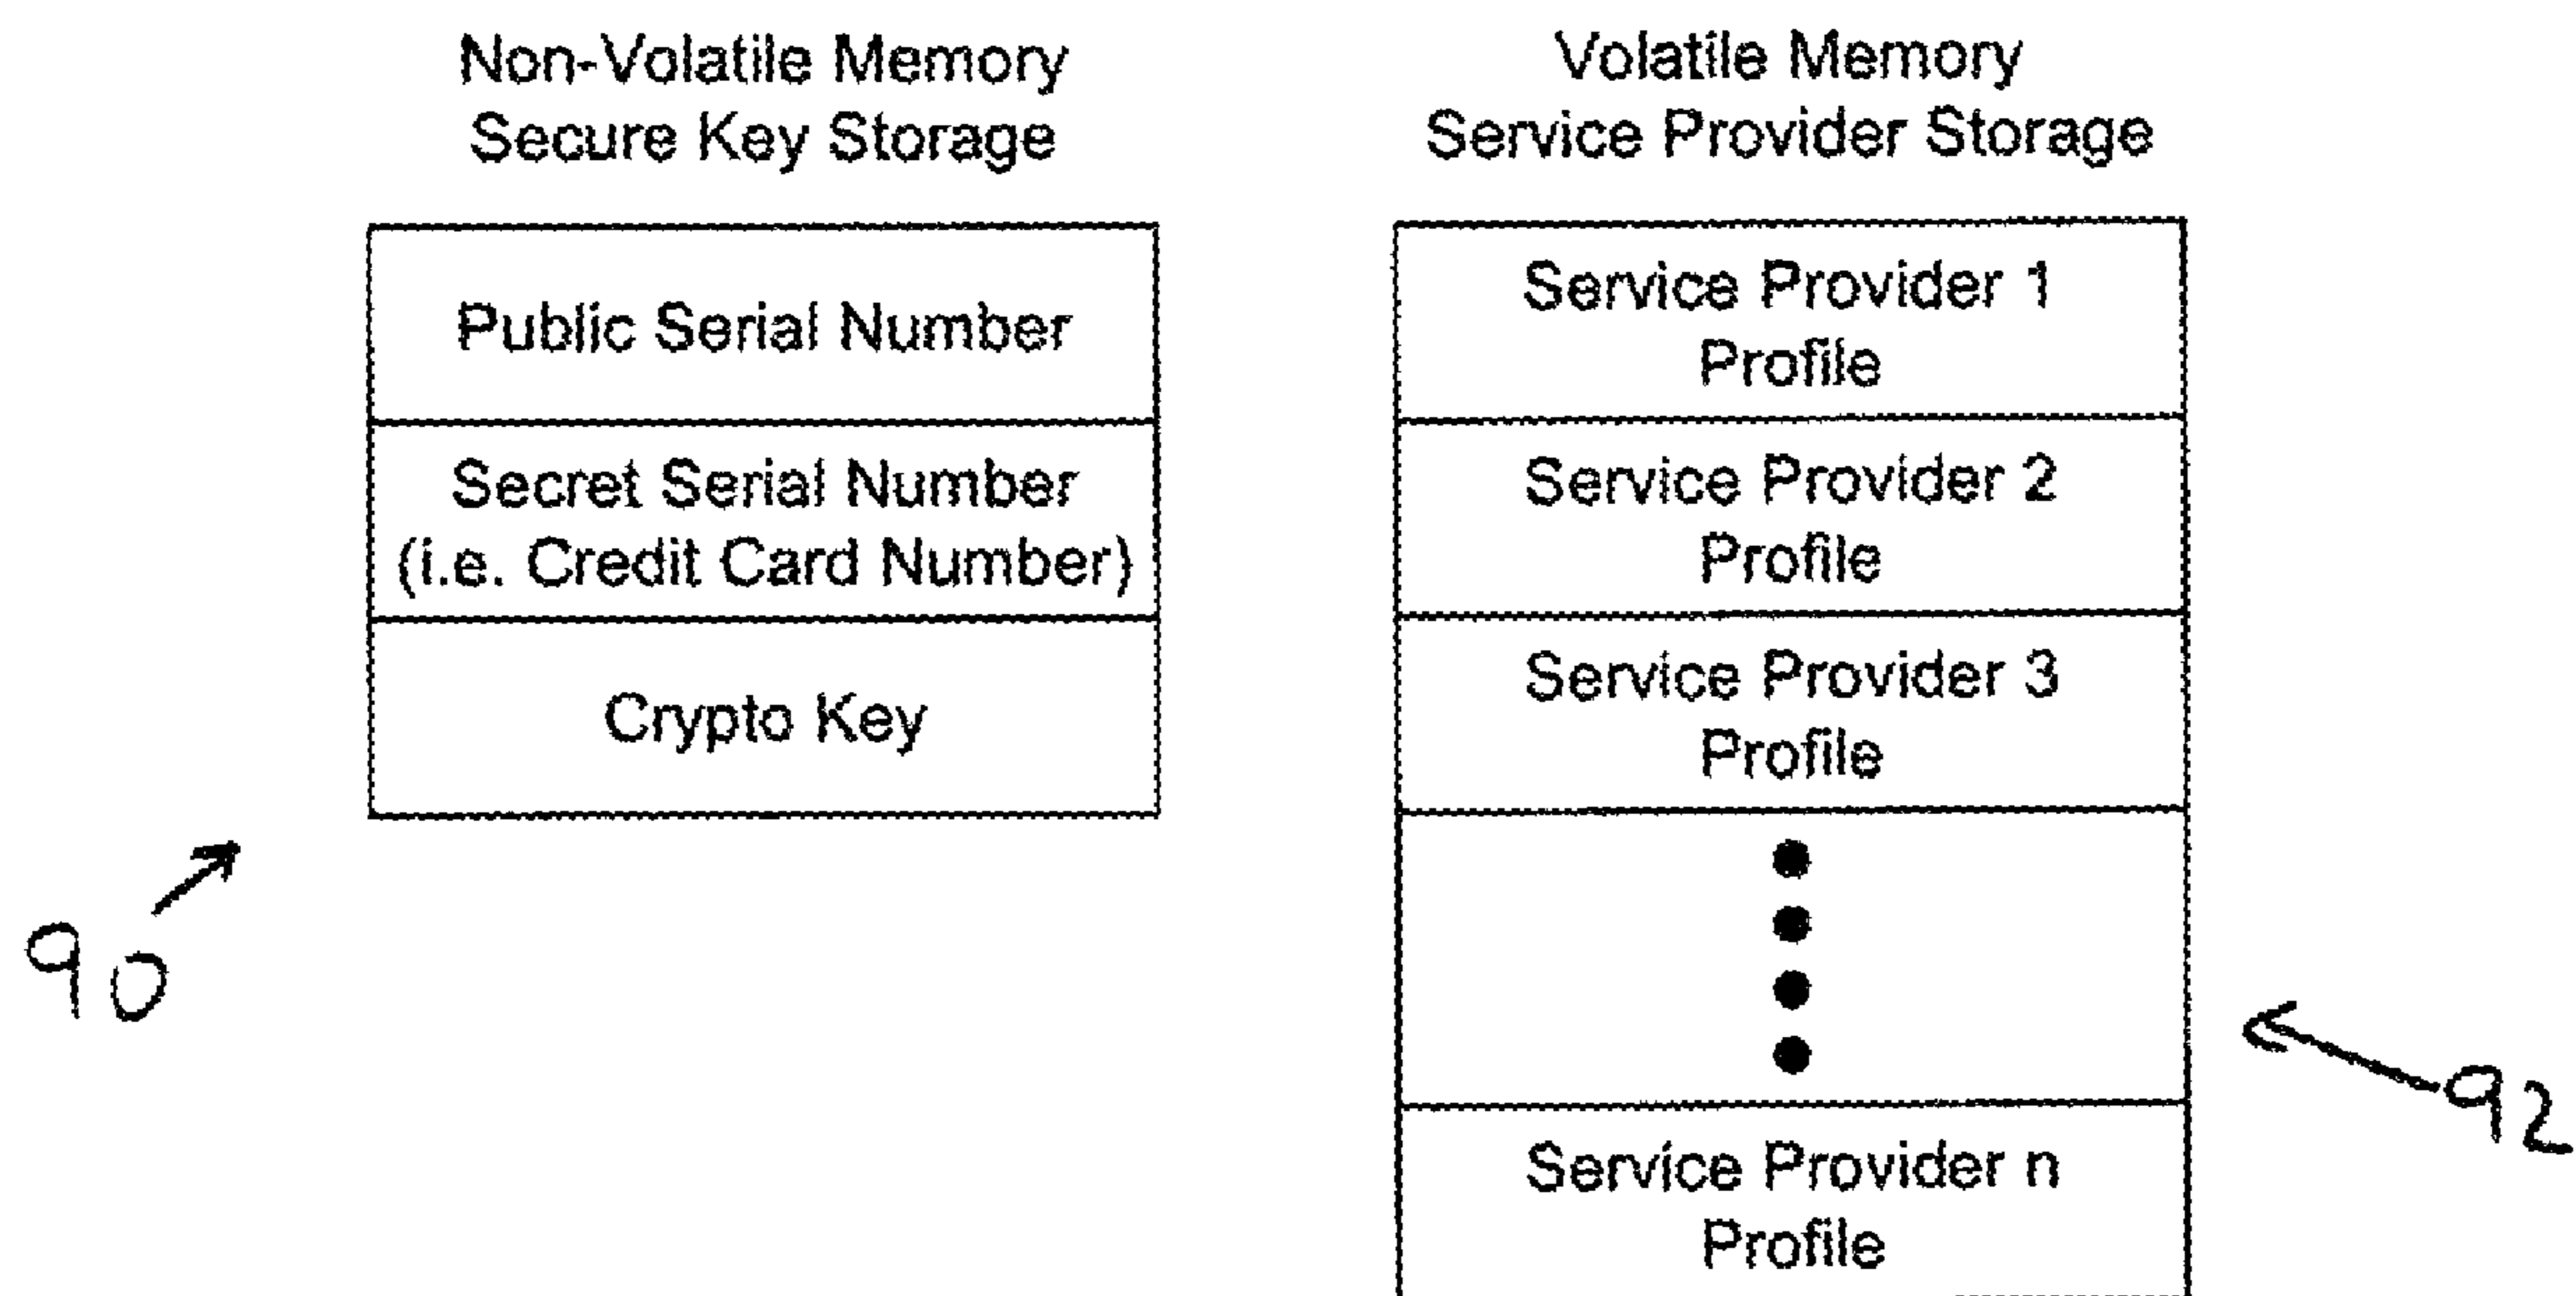 Non-Volatile Memory
Secure Key Storage
Public Serial Number
Secret Serial Number
(i.e. Credit Card Number)
Crypto Key
90
Volatile Memory
Service Provider Storage
Service Provider 1
Profile
Service Provider 2
Profile
Service Provider 3
Profile
Service Provider n
Profile
92